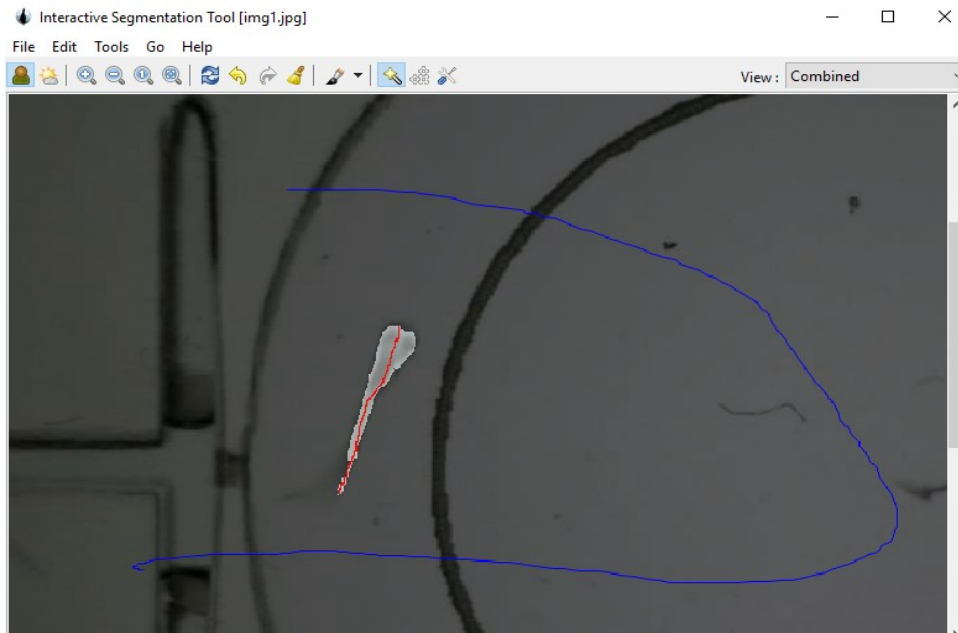 Interactive Segmentation Tool [img1.jpg]
File Edit Tools Go Help
View : Combined